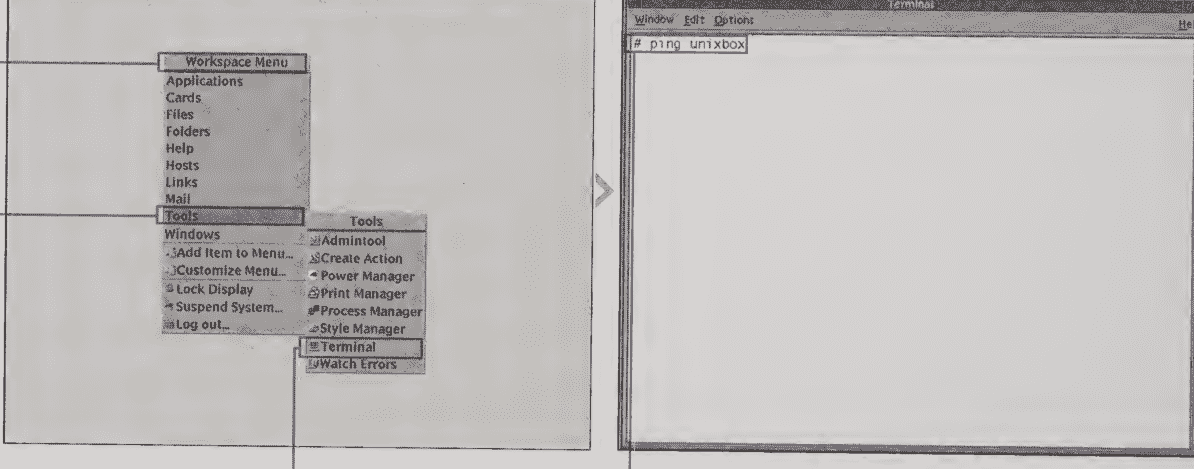 Workspace Menu
Applications
Cards
Files
Folders
Help
Hosts
Links
Mail
Tools
Windows
Add Item to Menu...
Customize Menu...
Lock Display
Suspend System...
Log out...
Tools
Admintool
Create Action
Power Manager
Print Manager
Process Manager
Style Manager
Terminal
Watch Errors
Terminal
Window Edit Options
He
# ping unixbox